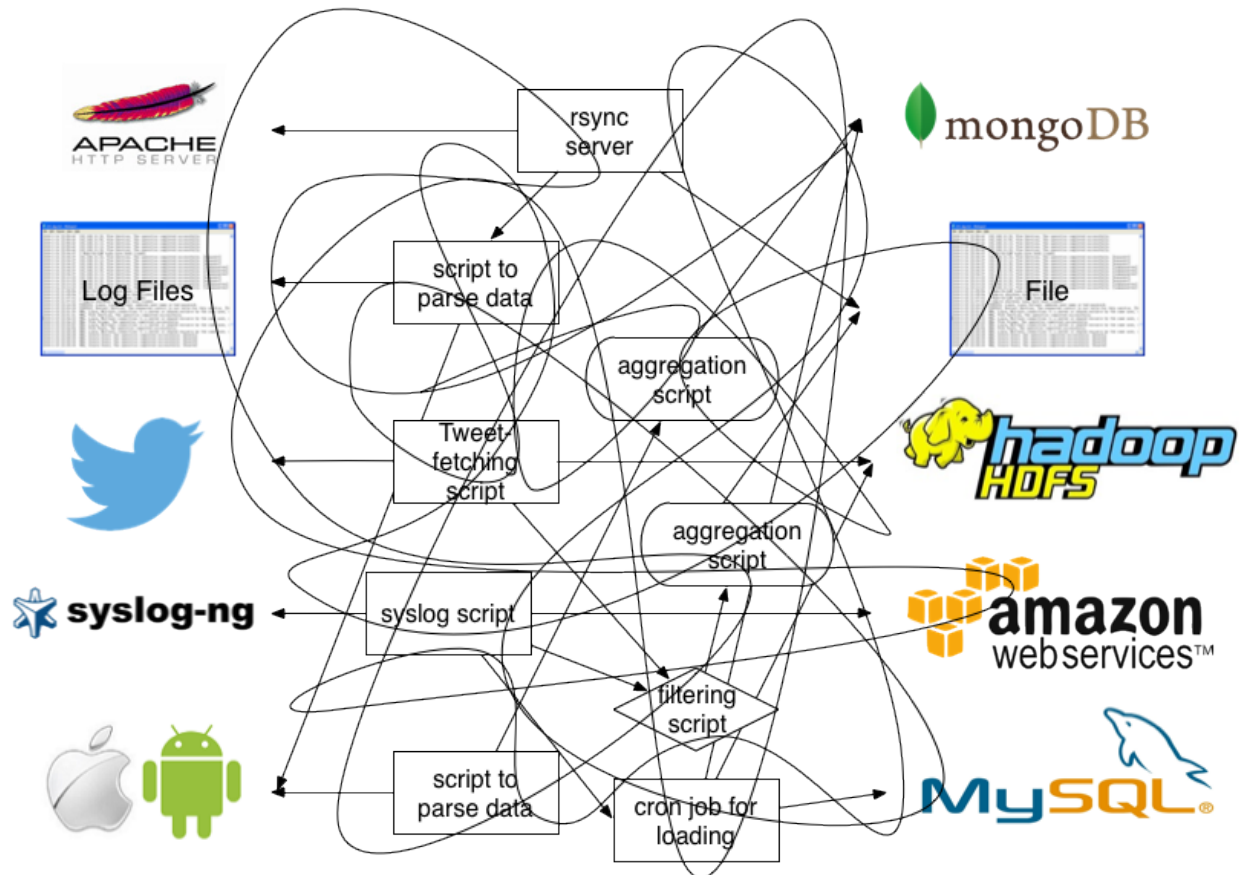 APACHE
HTTP SERVER
rsync
server
mongoDB
Log Files
script to
parse data
File
aggregation
script
Tweet-
fetching
script
hadoop
HDFS
aggregation
script
syslog-ng
syslog script
amazon
webservices™
filtering
script
script to
parse data
cron job for
loading
MySQL®